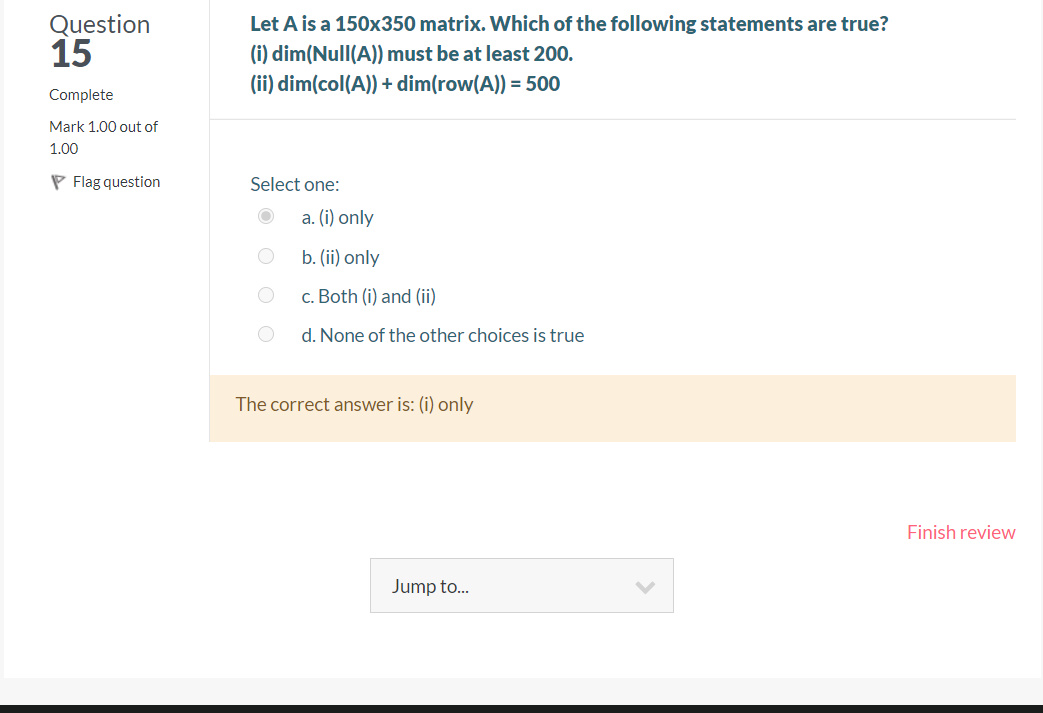 Question
15
Complete
Mark 1.00 out of
1.00
Flag question
Let A is a 150x350 matrix. Which of the following statements are true?
(i) dim(Null(A)) must be at least 200.
(ii) dim(col(A)) + dim(row(A)) = 500
Select one:
a. (i) only
b. (ii) only
c. Both (i) and (ii)
d. None of the other choices is true
The correct answer is: (i) only
Finish review
Jump to...